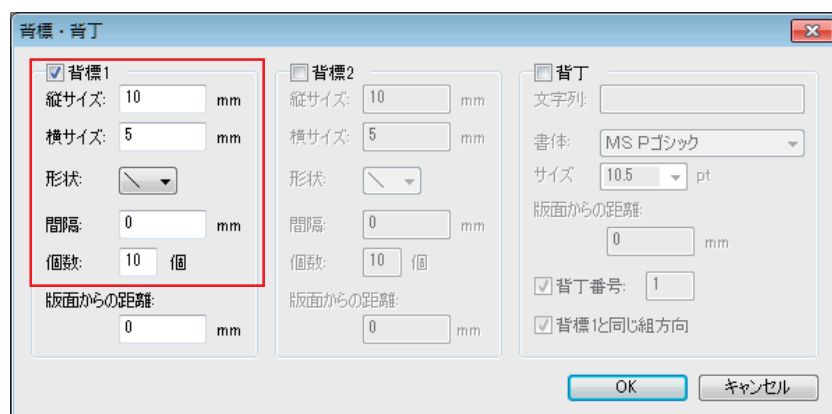 背標・背丁
背標1
縦サイズ: 10 mm
横サイズ: 5 mm
形状:
間隔: 0 mm
個数: 10 個
版面からの距離:
0 mm
背標2
縦サイズ: 10 mm
横サイズ: 5 mm
形状:
間隔: 0 mm
個数: 10 個
版面からの距離:
0 mm
背丁
文字列:
書体: MS Pゴシック
サイズ 10.5 pt
版面からの距離:
0 mm
背丁番号: 1
背標1と同じ組方向
OK キャンセル